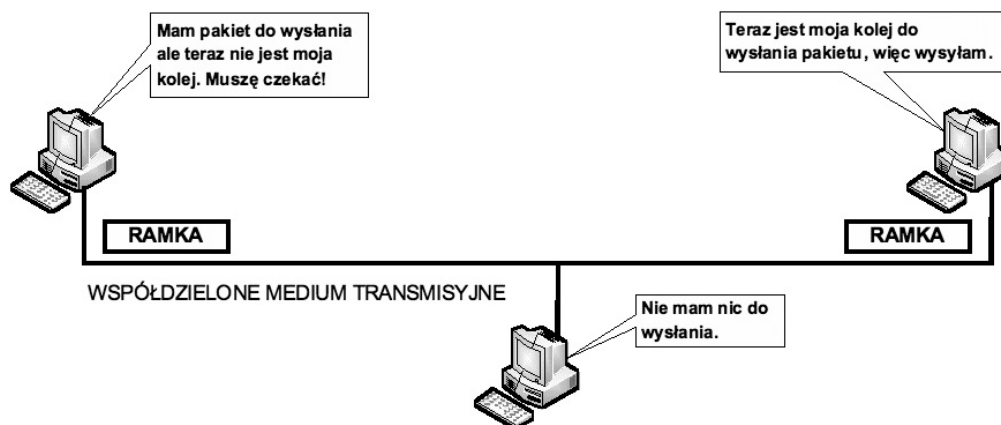 Mam pakiet do wysłania
ale teraz nie jest moja
kolej. Muszę czekać!
Teraz jest moja kolej do
wysłania pakietu, więc wysyłam.
RAMKA
RAMKA
WSPÓŁDZIELONE MEDIUM TRANSMISYJNE
Nie mam nic do
wysłania.